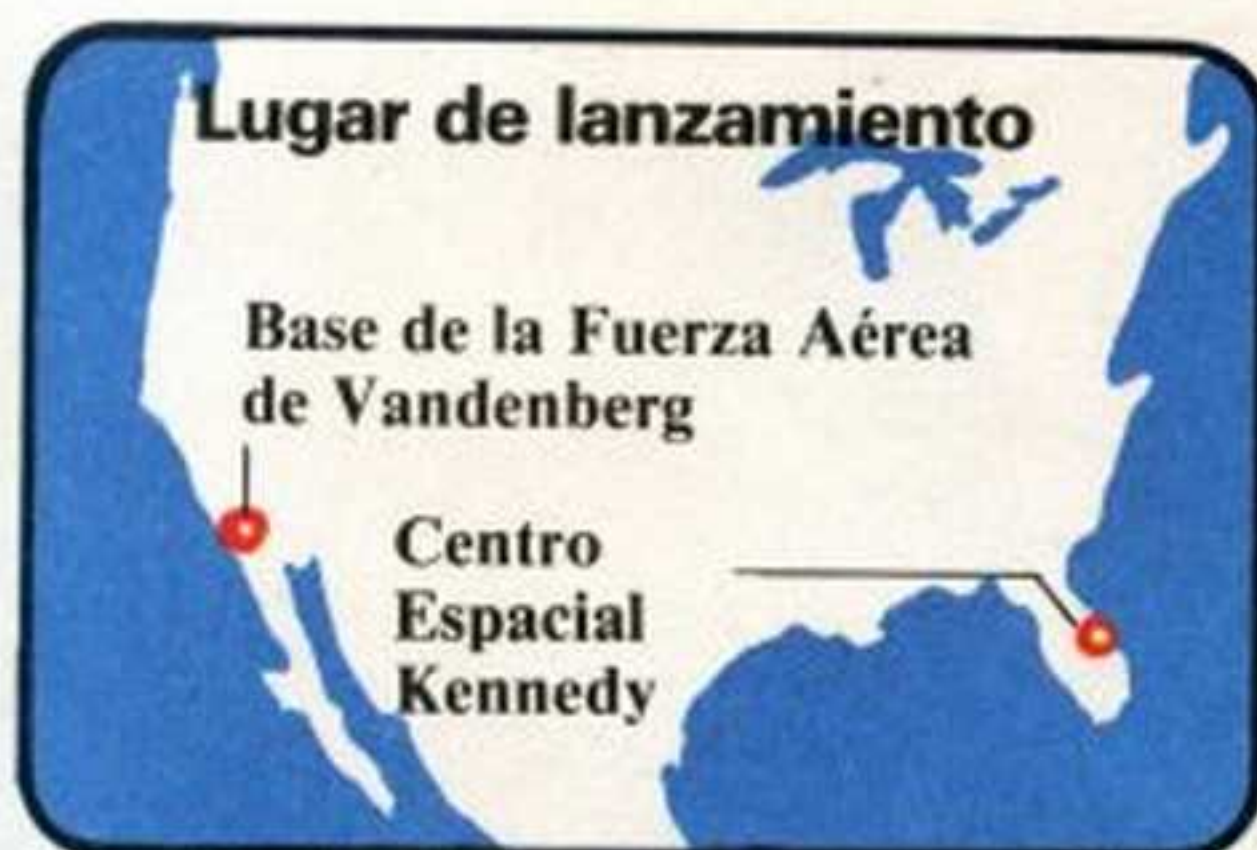 Lugar de lanzamiento
Base de la Fuerza Aérea
de Vandenberg
Centro
Espacial
Kennedy